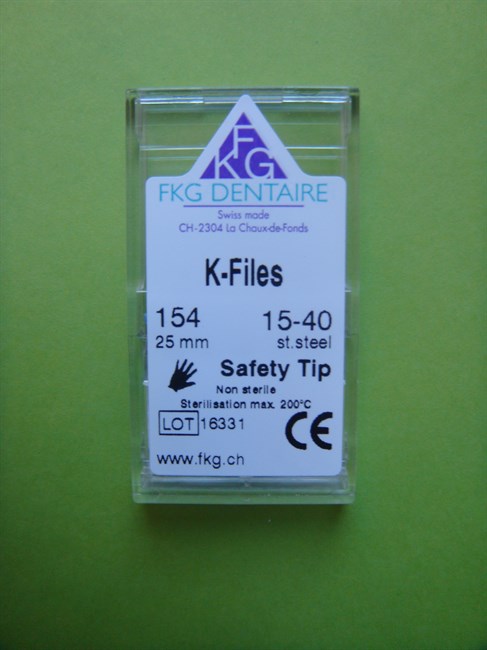 F
KG
FKG DENTAIRE
Swiss made
CH-2304 La Chaux-de-Fonds
K-Files
154 15-40
25 mm st.steel
Safety Tip
Non sterile
Sterilisation max. 200°C
LOT 16331 CE
www.fkg.ch